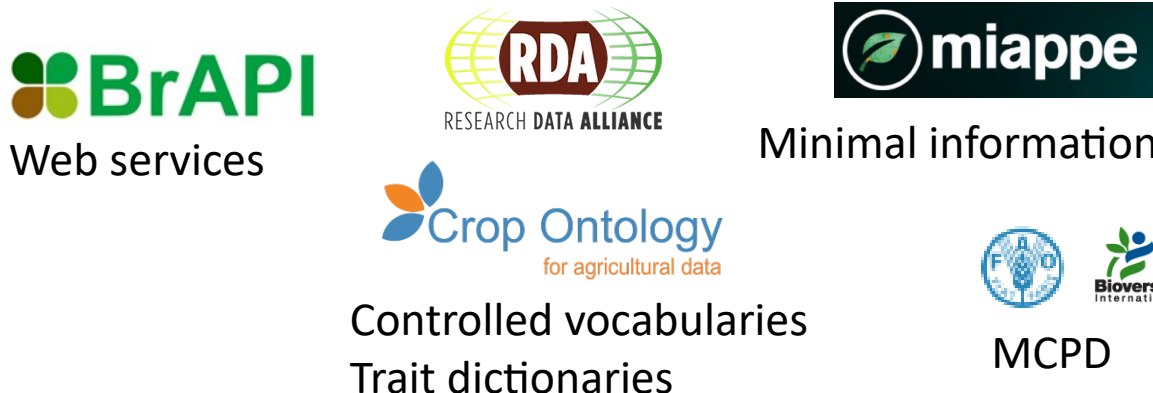 BrAPI
Web services
RDA
RESEARCH DATA ALLIANCE
miappe
Minimal information
Crop Ontology
for agricultural data
Controlled vocabularies
Trait dictionaries
FAO
MCPD